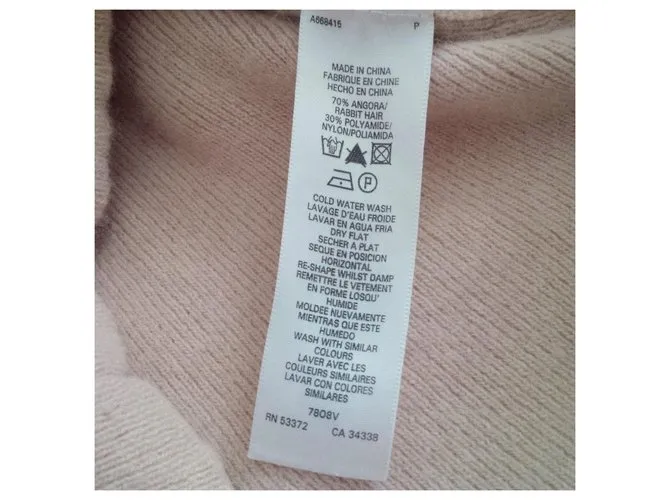 A668415 P
MADE IN CHINA
FABRIQUE EN CHINE
HECHO EN CHINA
70% ANGORA/
RABBIT HAIR
30% POLYAMIDE/
NYLON/POLIAMIDA
P
COLD WATER WASH
LAVAGE D'EAU FROIDE
LAVAR EN AGUA FRIA
DRY FLAT
SECHER A PLAT
SEQUE EN POSICION
HORIZONTAL
RE-SHAPE WHILST DAMP
REMETTRE LE VETEMENT
EN FORME LOSQU'
HUMIDE
MOLDEE NUEVAMENTE
MIENTRAS QUE ESTE
HUMEDO
WASH WITH SIMILAR
COLOURS
LAVER AVEC LES
COULEURS SIMILAIRES
LAVAR CON COLORES
SIMILARES
7808V
RN 53372 CA 34338